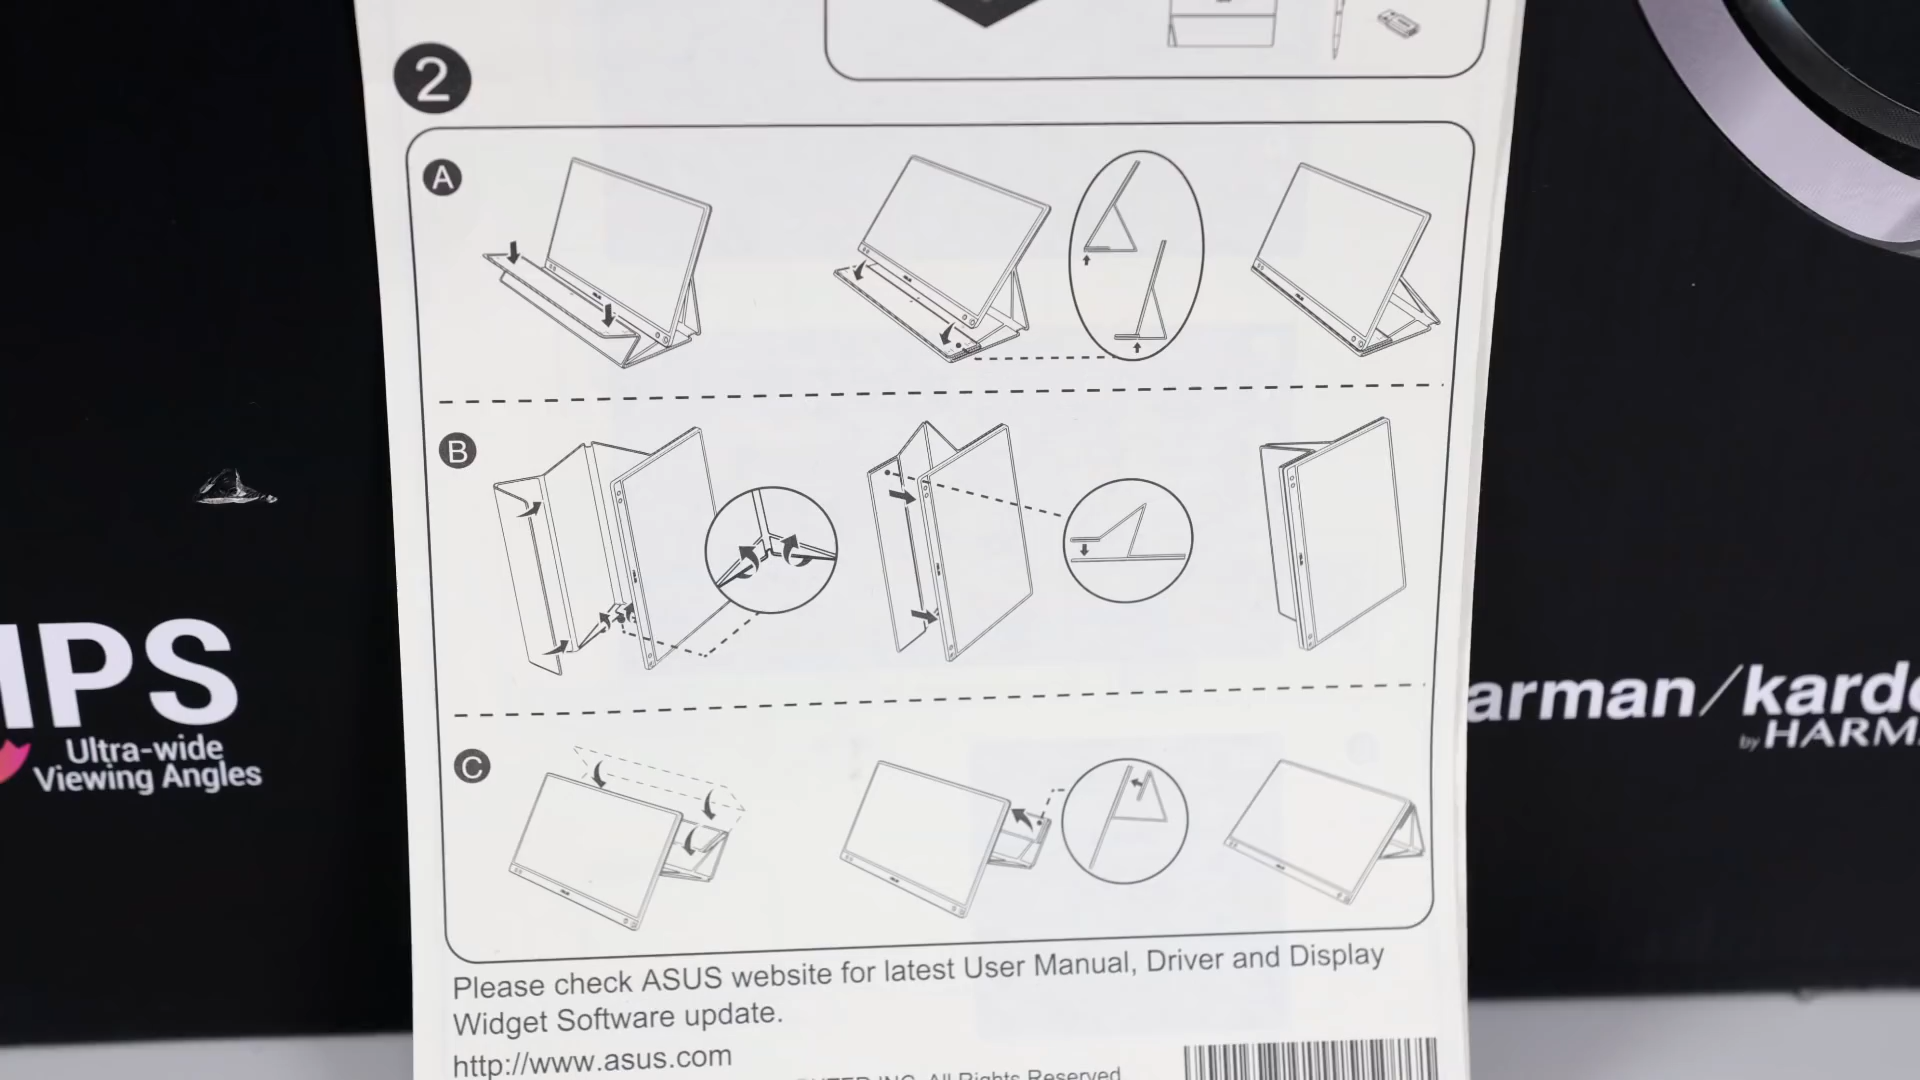 2
A
B
C
IPS
Ultra-wide
Viewing Angles
arman/kard
by HARM
Please check ASUS website for latest User Manual, Driver and Display
Widget Software update.
http://www.asus.com
INC. All Rights Reserved